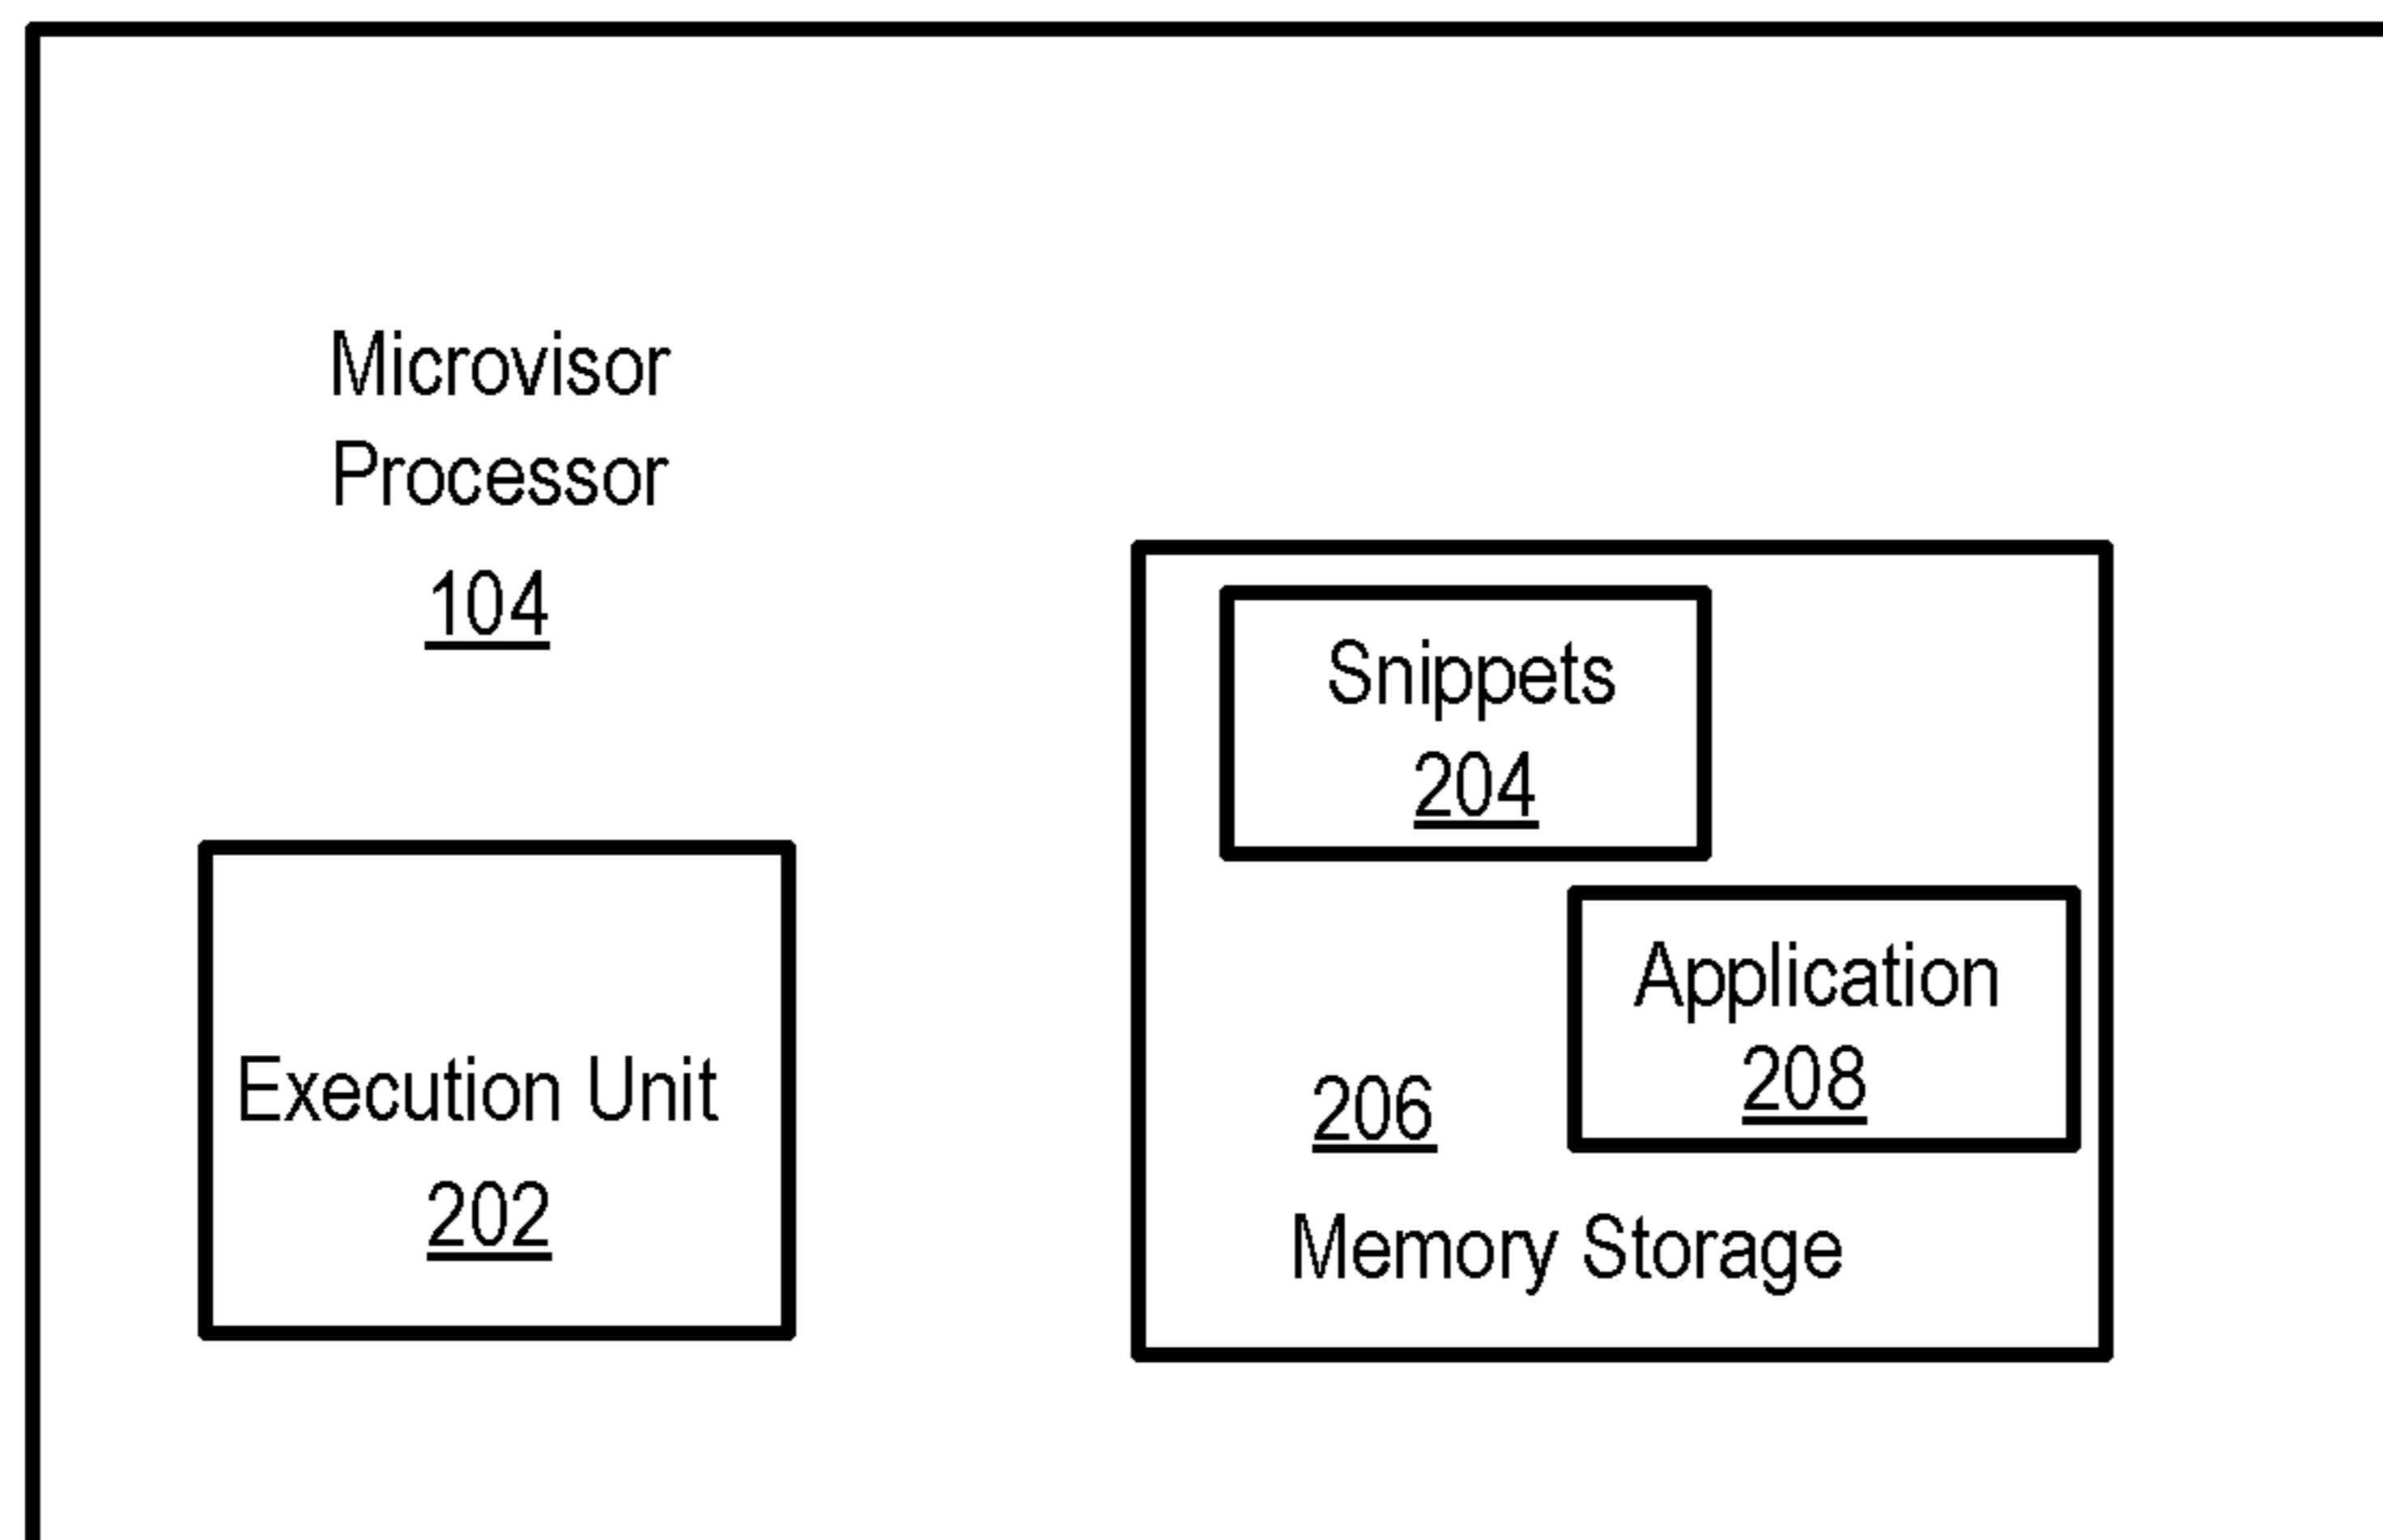 Microvisor
Processor
104
Execution Unit
202
Snippets
204
Application
208
206
Memory Storage